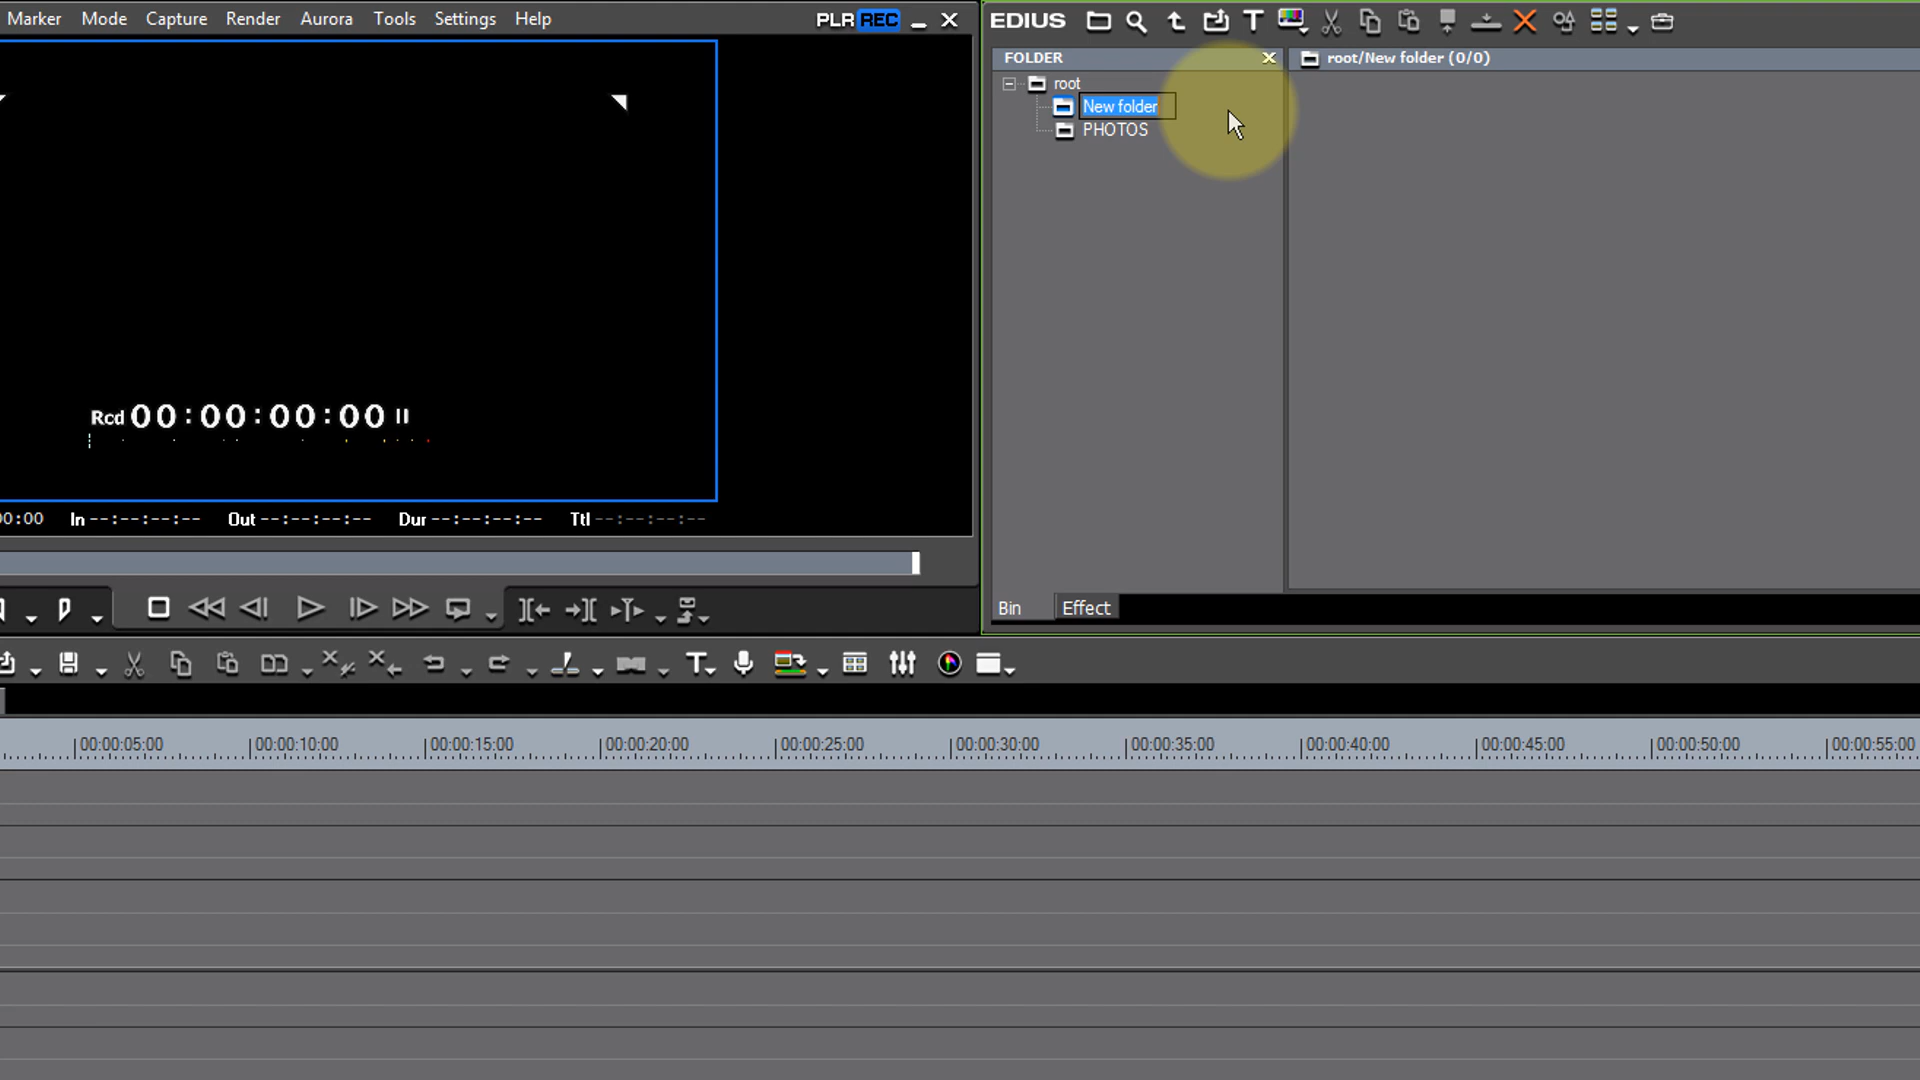 Marker Mode Capture Render Aurora Tools Settings Help PLR REC
EDIUS
FOLDER
root/New folder (0/0)
root
New folder
PHOTOS
Rcd 00:00:00:00
00:00 In --:--:--:-- Out --:--:--:-- Dur --:--:--:-- Ttl --:--:--:--
Bin Effect
00:00:05:00 00:00:10:00 00:00:15:00 00:00:20:00 00:00:25:00 00:00:30:00 00:00:35:00 00:00:40:00 00:00:45:00 00:00:50:00 00:00:55:00